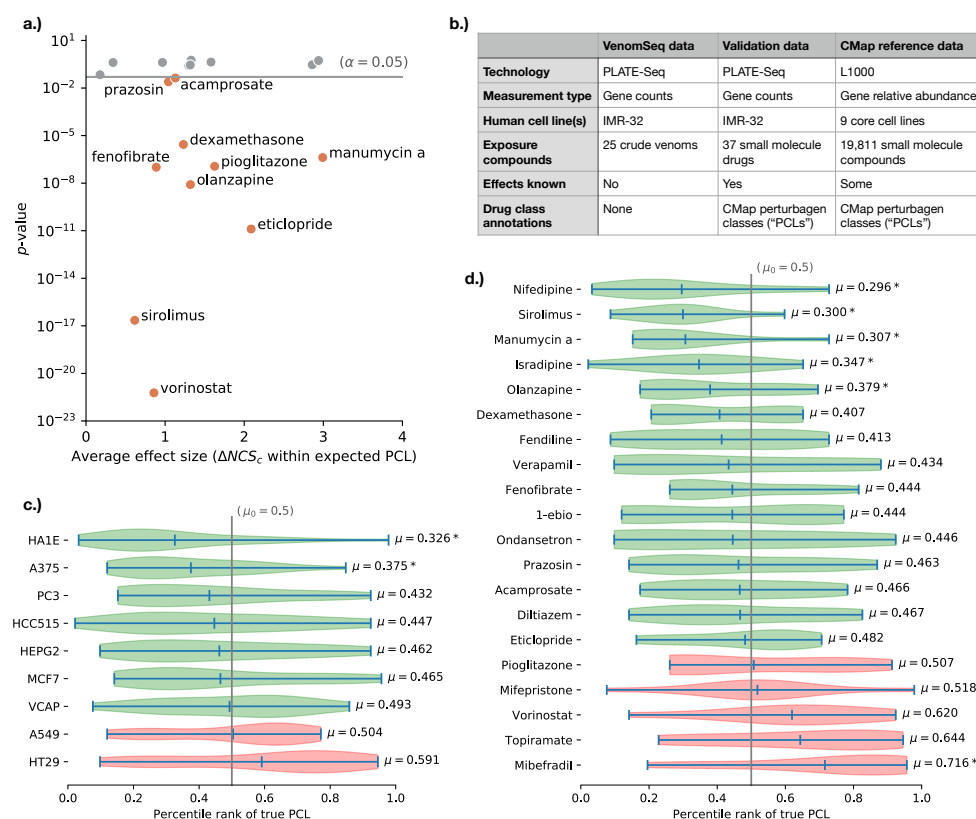 a.)
10^1
10^−2
10^−5
10^−8
10^−11
10^−14
10^−17
10^−20
10^−23
p-value
(α = 0.05)
prazosin
acamprosate
dexamethasone
fenofibrate
pioglitazone
manumycin a
olanzapine
eticlopride
sirolimus
vorinostat
0 1 2 3 4
Average effect size (ΔNCS_c within expected PCL)
b.)
VenomSeq data Validation data CMap reference data
Technology PLATE-Seq PLATE-Seq L1000
Measurement type Gene counts Gene counts Gene relative abundance
Human cell line(s) IMR-32 IMR-32 9 core cell lines
Exposure compounds 25 crude venoms 37 small molecule drugs 19,811 small molecule compounds
Effects known No Yes Some
Drug class annotations None CMap perturbagen classes (“PCLs”) CMap perturbagen classes (“PCLs”)
c.)
(μ0 = 0.5)
HA1E μ = 0.326 *
A375 μ = 0.375 *
PC3 μ = 0.432
HCC515 μ = 0.447
HEPG2 μ = 0.462
MCF7 μ = 0.465
VCAP μ = 0.493
A549 μ = 0.504
HT29 μ = 0.591
0.0 0.2 0.4 0.6 0.8 1.0
Percentile rank of true PCL
d.)
(μ0 = 0.5)
Nifedipine μ = 0.296 *
Sirolimus μ = 0.300 *
Manumycin a μ = 0.307 *
Isradipine μ = 0.347 *
Olanzapine μ = 0.379 *
Dexamethasone μ = 0.407
Fendiline μ = 0.413
Verapamil μ = 0.434
Fenofibrate μ = 0.444
1-ebio μ = 0.444
Ondansetron μ = 0.446
Prazosin μ = 0.463
Acamprosate μ = 0.466
Diltiazem μ = 0.467
Eticlopride μ = 0.482
Pioglitazone μ = 0.507
Mifepristone μ = 0.518
Vorinostat μ = 0.620
Topiramate μ = 0.644
Mibefradil μ = 0.716 *
0.0 0.2 0.4 0.6 0.8 1.0
Percentile rank of true PCL